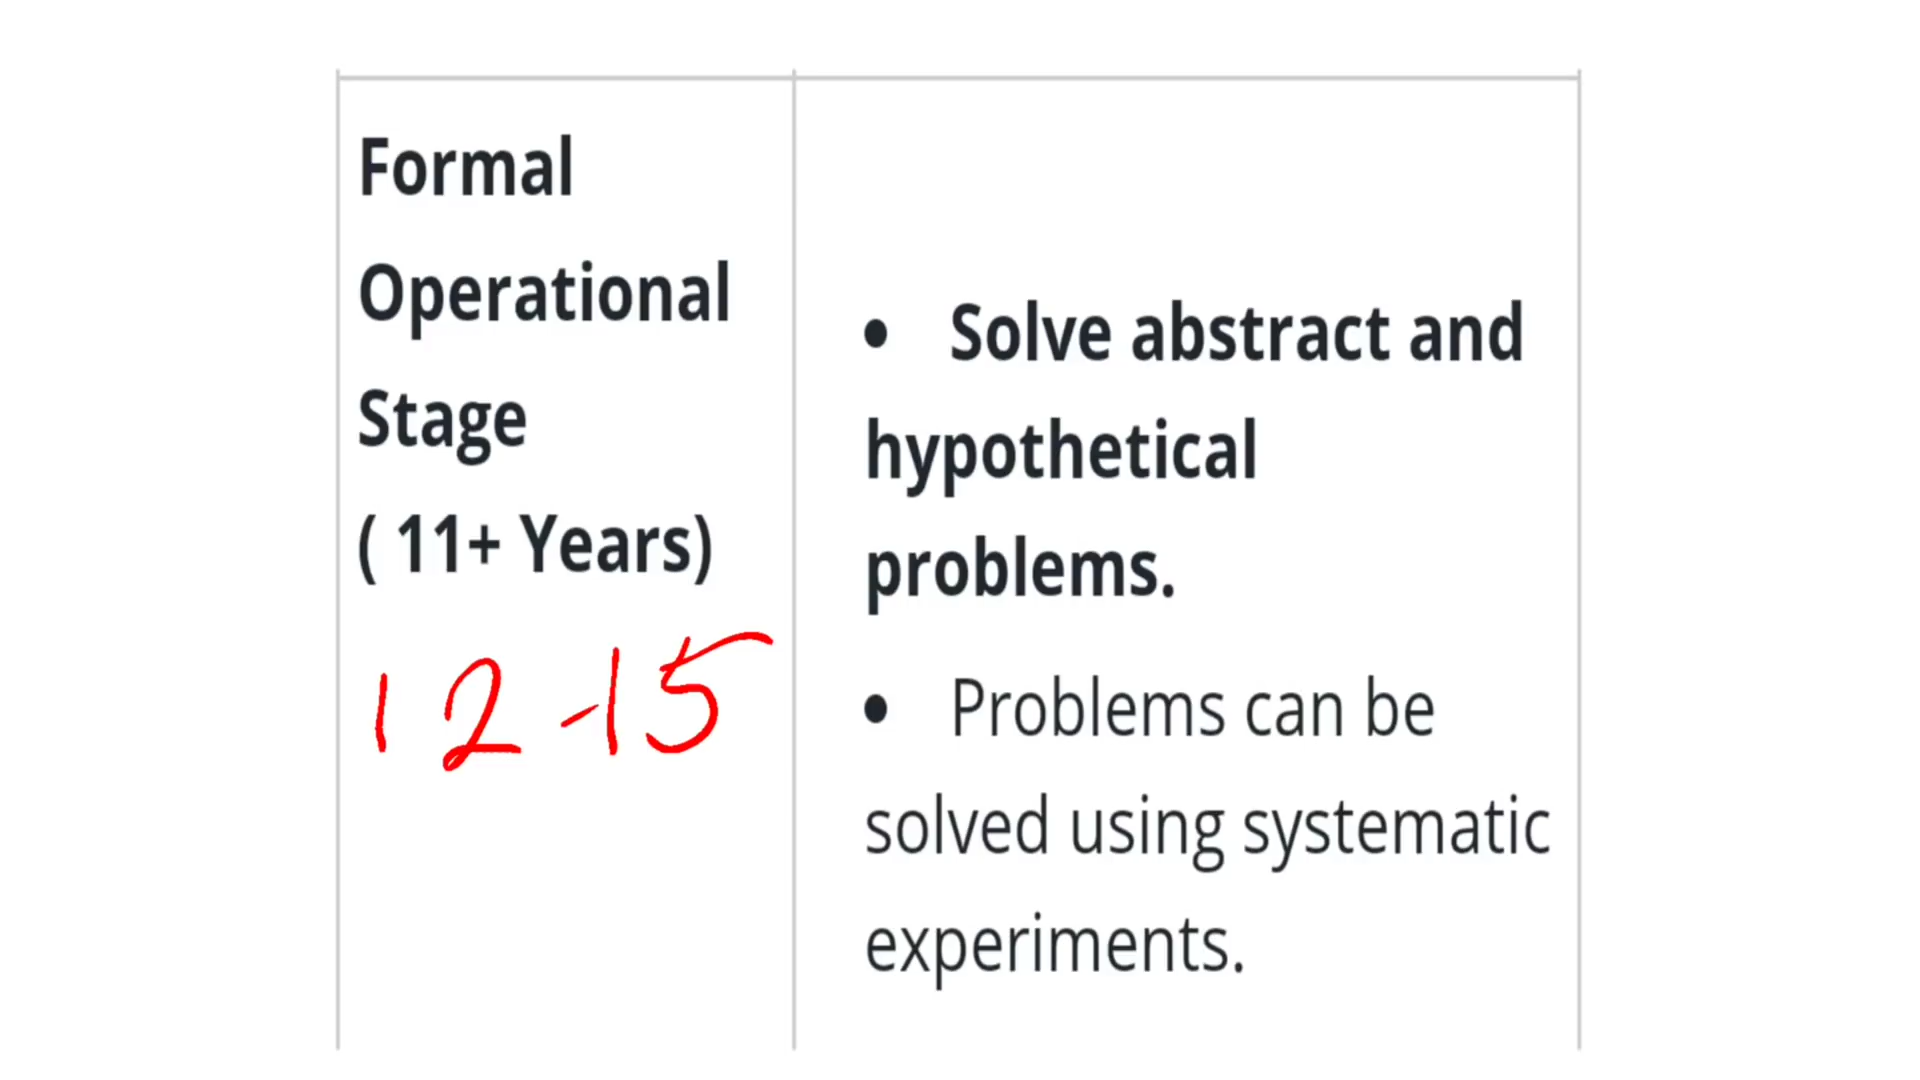 Formal
Operational
Stage
( 11+ Years)
12-15
• Solve abstract and
hypothetical
problems.
• Problems can be
solved using systematic
experiments.